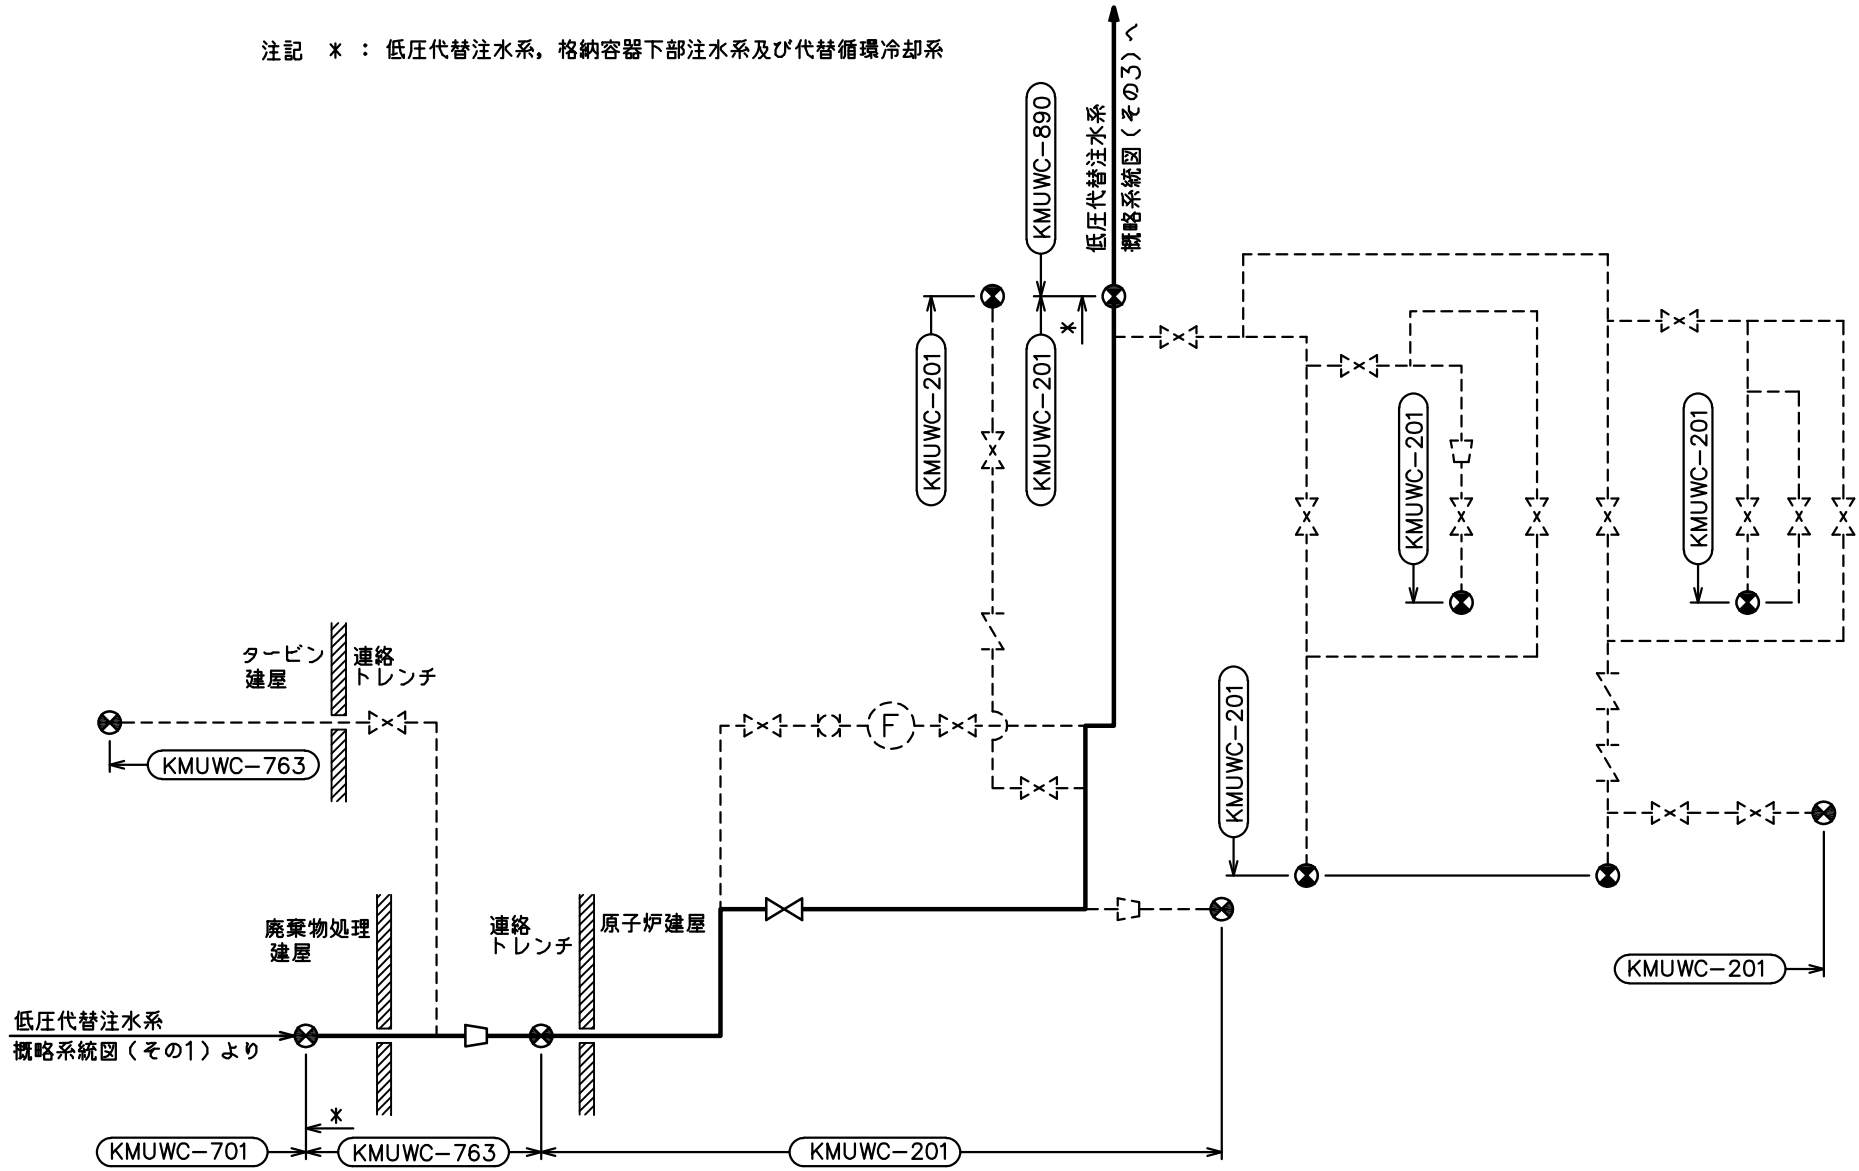 注記　*　：　低圧代替注水系，格納容器下部注水系及び代替循環冷却系
低圧代替注水系
概略系統図（その3）へ
KMUWC-890
KMUWC-201
KMUWC-201
*
KMUWC-201
KMUWC-201
KMUWC-201
タービン
建屋
連絡
トレンチ
KMUWC-763
F
廃棄物処理
建屋
連絡
トレンチ
原子炉建屋
KMUWC-201
低圧代替注水系
概略系統図（その1）より
*
KMUWC-701
KMUWC-763
KMUWC-201